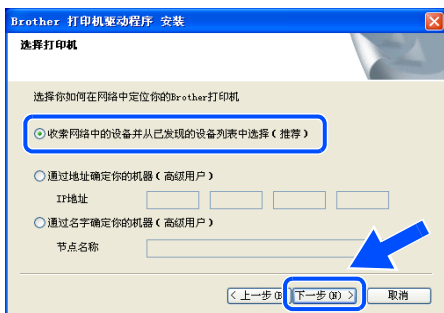 Brother 打印机驱动程序 安装
选择打印机
选择你如何在网络中定位你的Brother打印机
收索网络中的设备并从已发现的设备列表中选择(推荐)
通过地址确定你的机器(高级用户)
IP地址
通过名字确定你的机器(高级用户)
节点名称
<上一步(B 下一步(N) > 取消